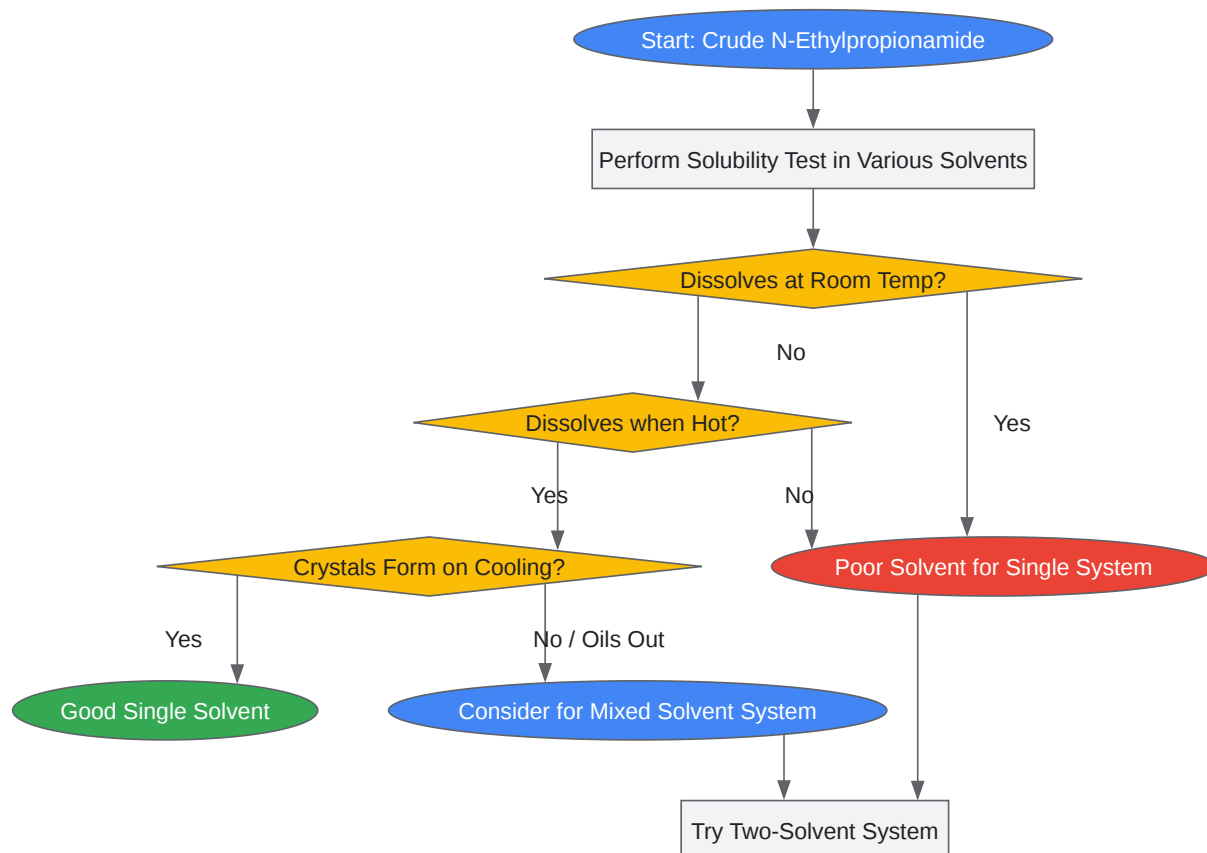 Start: Crude N-Ethylpropionamide
Perform Solubility Test in Various Solvents
Dissolves at Room Temp?
No
Dissolves when Hot?
Yes
Yes
No
Crystals Form on Cooling?
Poor Solvent for Single System
Yes
No / Oils Out
Good Single Solvent
Consider for Mixed Solvent System
Try Two-Solvent System